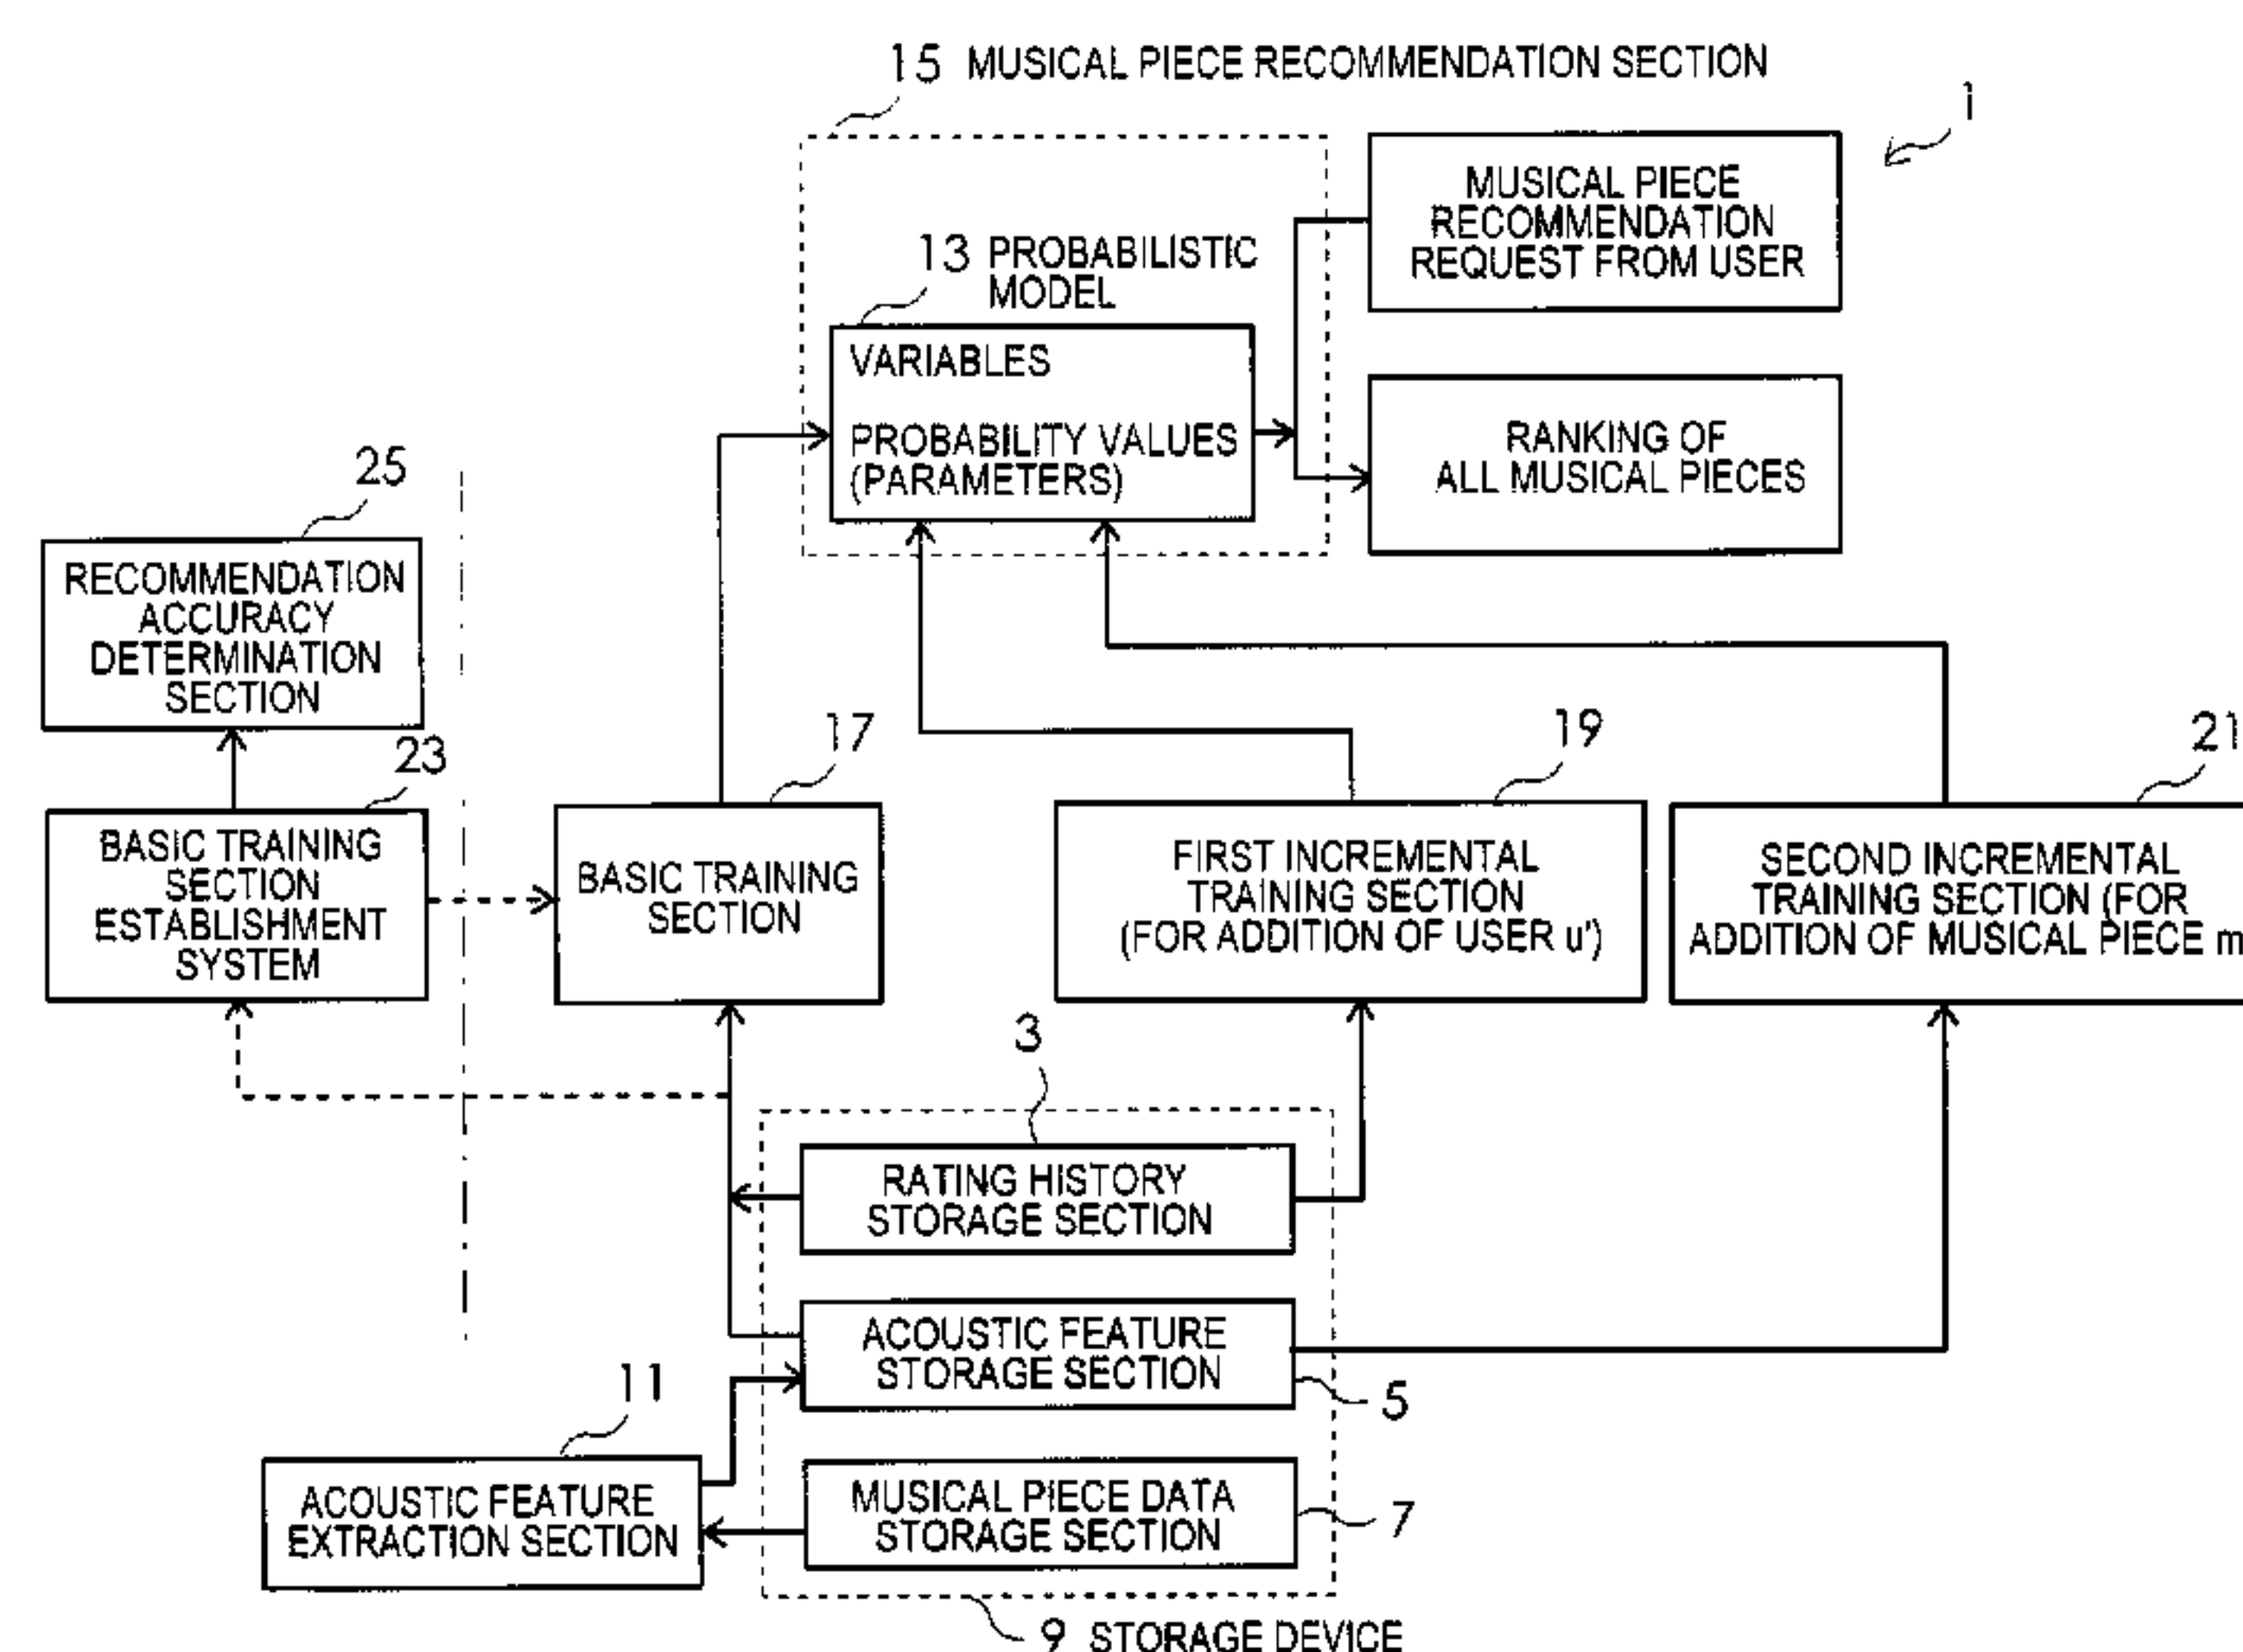 15 MUSICAL PIECE RECOMMENDATION SECTION
1
MUSICAL PIECE
RECOMMENDATION
REQUEST FROM USER
13 PROBABILISTIC
MODEL
VARIABLES
PROBABILITY VALUES
(PARAMETERS)
RANKING OF
ALL MUSICAL PIECES
25
RECOMMENDATION
ACCURACY
DETERMINATION
SECTION
23
BASIC TRAINING
SECTION
ESTABLISHMENT
SYSTEM
17
BASIC TRAINING
SECTION
19
FIRST INCREMENTAL
TRAINING SECTION
(FOR ADDITION OF USER u')
21
SECOND INCREMENTAL
TRAINING SECTION (FOR
ADDITION OF MUSICAL PIECE m
3
RATING HISTORY
STORAGE SECTION
ACOUSTIC FEATURE
STORAGE SECTION
5
11
ACOUSTIC FEATURE
EXTRACTION SECTION
MUSICAL PIECE DATA
STORAGE SECTION
7
9 STORAGE DEVICE